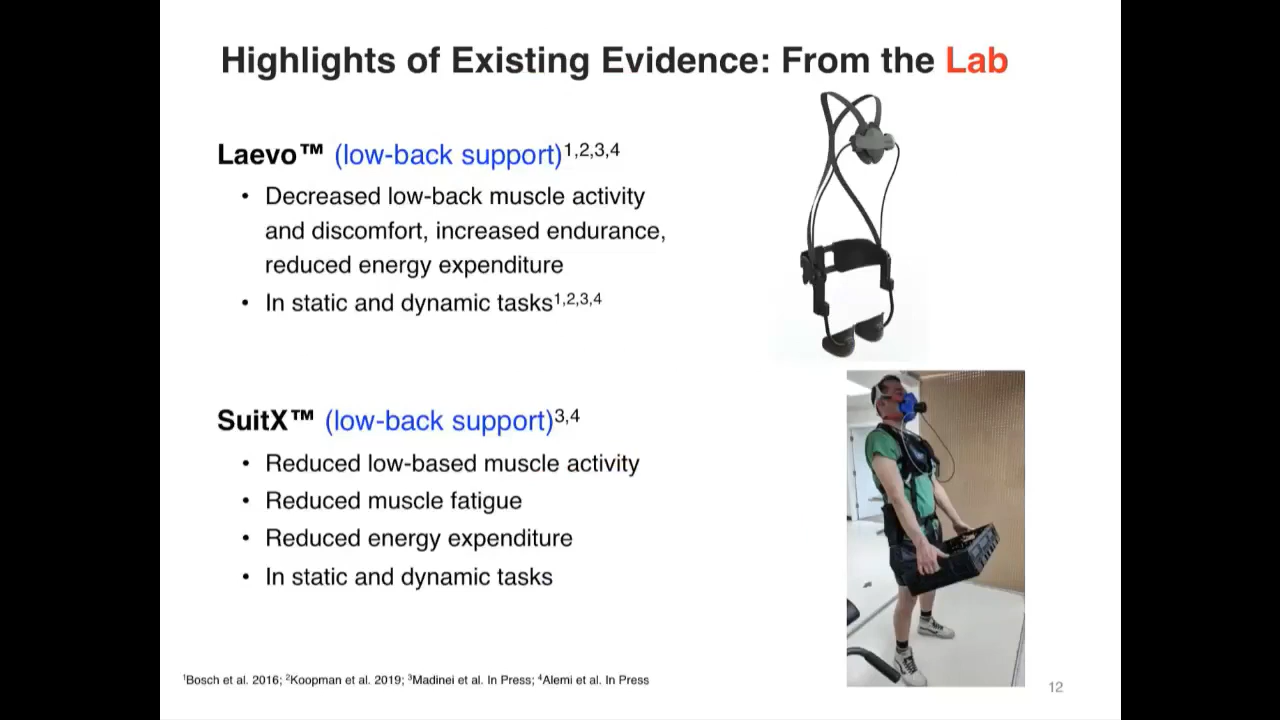 Highlights of Existing Evidence: From the Lab
Laevo™ (low-back support)1,2,3,4
• Decreased low-back muscle activity
and discomfort, increased endurance,
reduced energy expenditure
• In static and dynamic tasks1,2,3,4
SuitX™ (low-back support)3,4
• Reduced low-based muscle activity
• Reduced muscle fatigue
• Reduced energy expenditure
• In static and dynamic tasks
1Bosch et al. 2016; 2Koopman et al. 2019; 3Madinei et al. In Press; 4Alemi et al. In Press
12